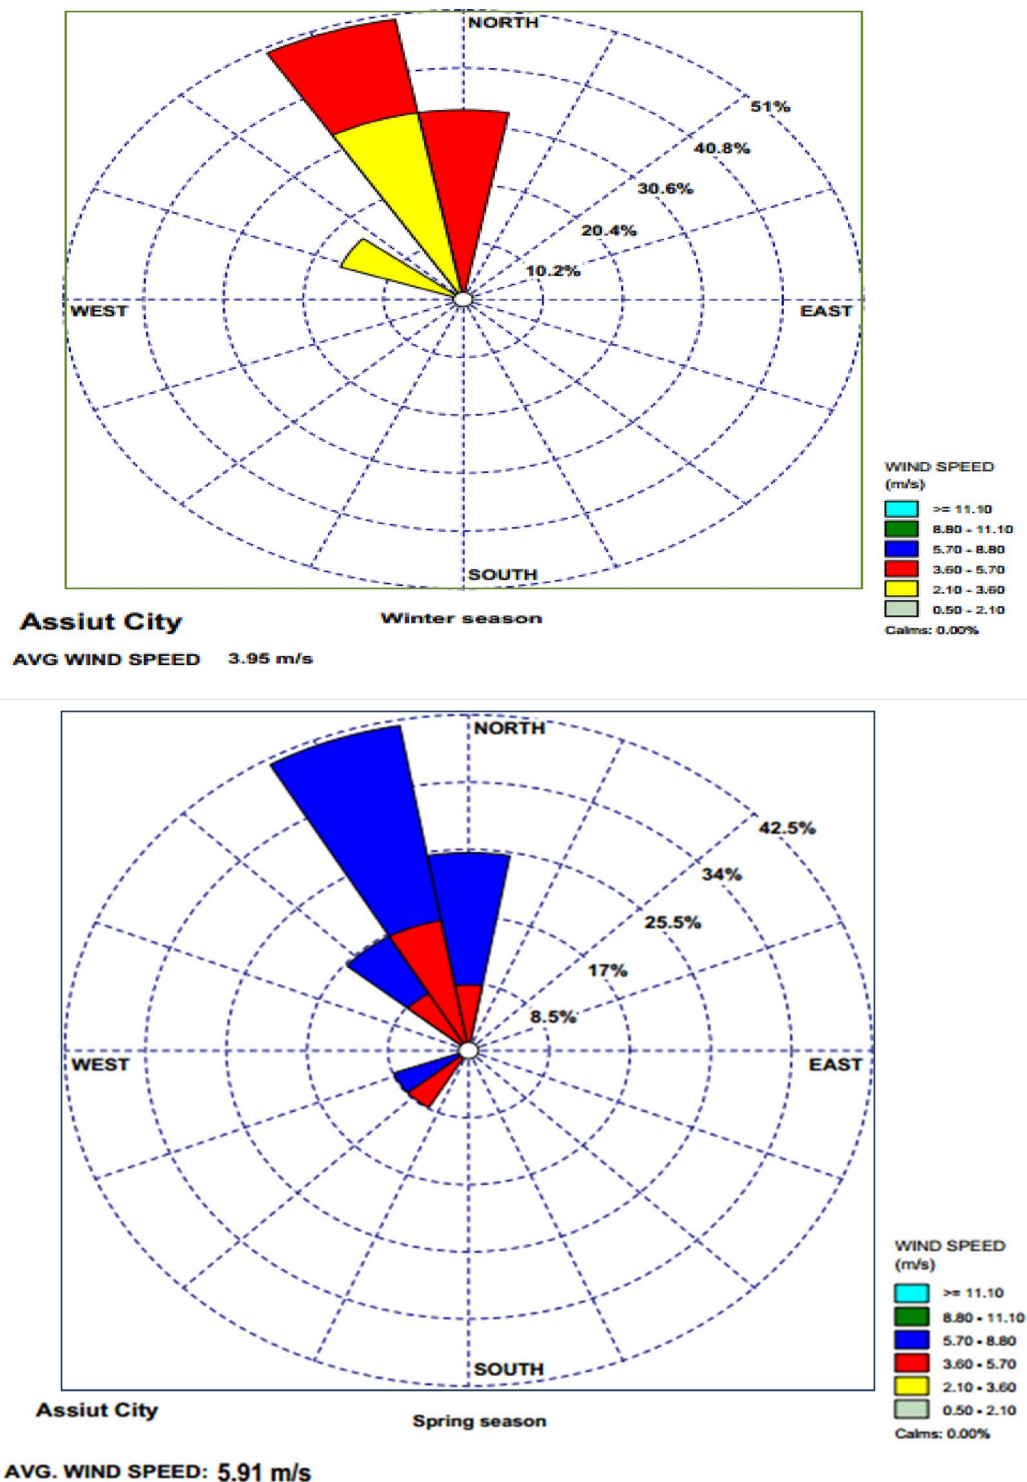 NORTH
51%
40.8%
30.6%
20.4%
10.2%
WEST
EAST
SOUTH
WIND SPEED
(m/s)
>= 11.10
8.80 - 11.10
5.70 - 8.80
3.60 - 5.70
2.10 - 3.60
0.50 - 2.10
Calms: 0.00%
Assiut City
Winter season
AVG WIND SPEED 3.95 m/s
NORTH
42.5%
34%
25.5%
17%
8.5%
WEST
EAST
SOUTH
WIND SPEED
(m/s)
>= 11.10
8.80 - 11.10
5.70 - 8.80
3.60 - 5.70
2.10 - 3.60
0.50 - 2.10
Calms: 0.00%
Assiut City
Spring season
AVG. WIND SPEED: 5.91 m/s